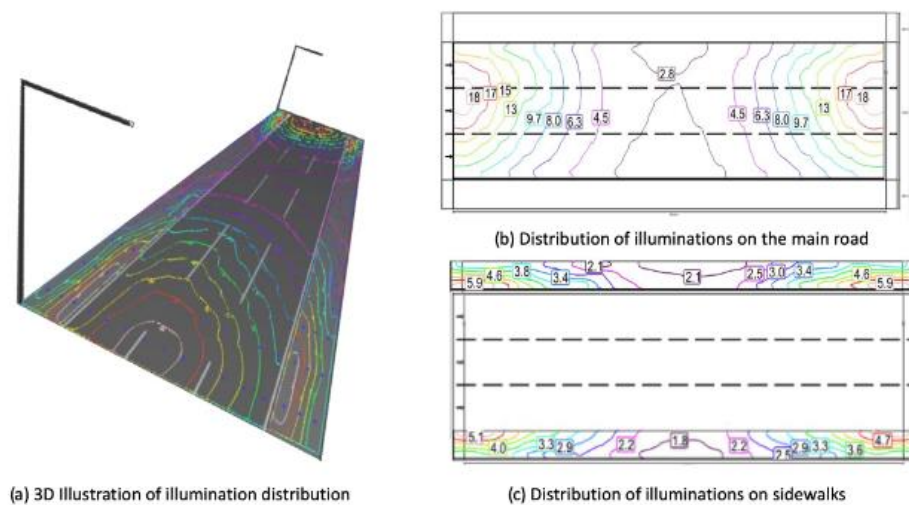 2.8
18 17 15
13
9.7 8.0 6.3 4.5
4.5 6.3 8.0 9.7
13
17 18
(b) Distribution of illuminations on the main road
5.9 4.6 3.8 3.4 2.1 2.1 2.5 3.0 3.4 4.6 5.9
5.1 4.0 3.3 2.9 2.2 1.8 2.2 2.5 2.9 3.3 3.6 4.7
(a) 3D Illustration of illumination distribution
(c) Distribution of illuminations on sidewalks